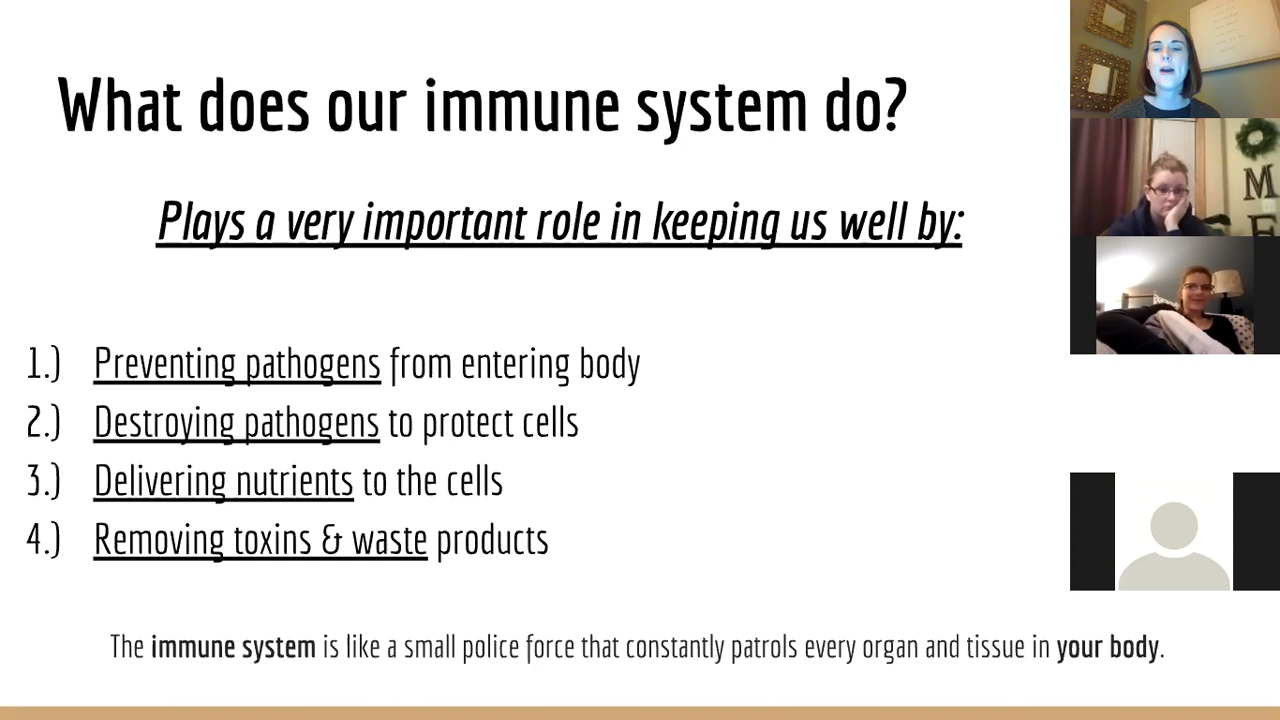 What does our immune system do?
Plays a very important role in keeping us well by:
1.) Preventing pathogens from entering body
2.) Destroying pathogens to protect cells
3.) Delivering nutrients to the cells
4.) Removing toxins & waste products
The immune system is like a small police force that constantly patrols every organ and tissue in your body.
M